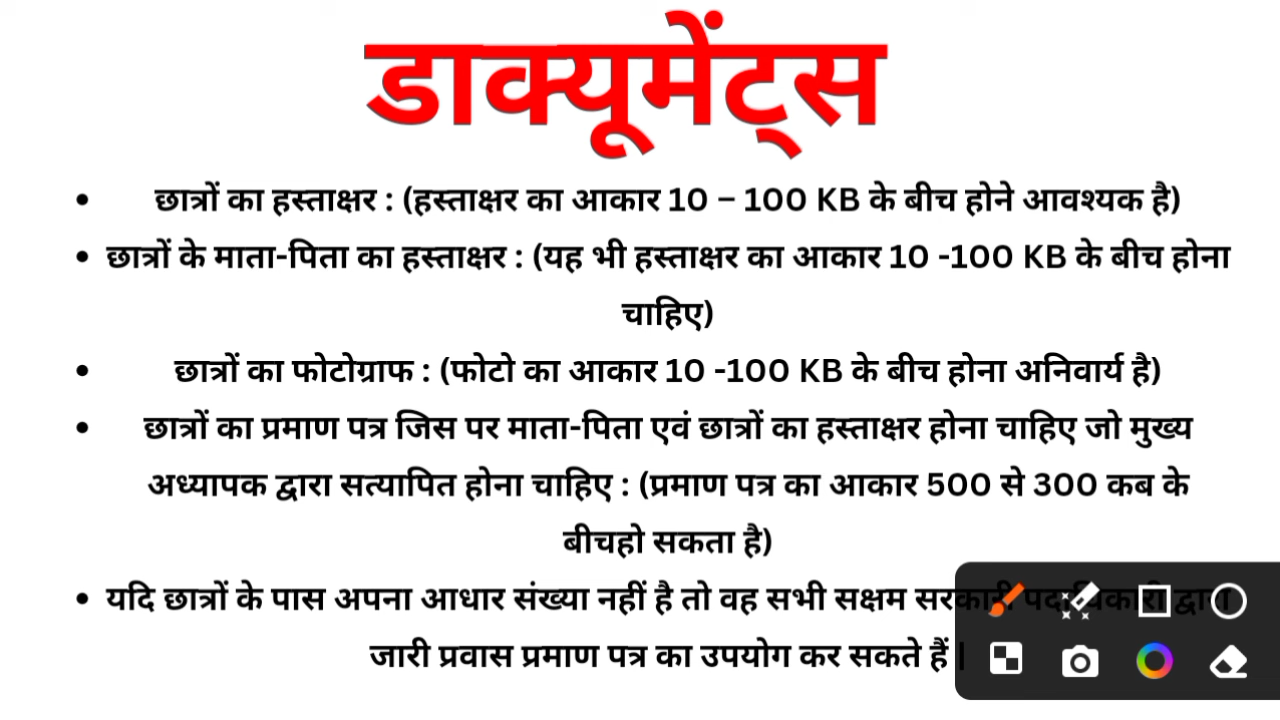 डाक्यूमेंट्स
• छात्रों का हस्ताक्षर : (हस्ताक्षर का आकार 10 – 100 KB के बीच होने आवश्यक है)
• छात्रों के माता-पिता का हस्ताक्षर : (यह भी हस्ताक्षर का आकार 10 -100 KB के बीच होना
चाहिए)
• छात्रों का फोटोग्राफ : (फोटो का आकार 10 -100 KB के बीच होना अनिवार्य है)
• छात्रों का प्रमाण पत्र जिस पर माता-पिता एवं छात्रों का हस्ताक्षर होना चाहिए जो मुख्य
अध्यापक द्वारा सत्यापित होना चाहिए : (प्रमाण पत्र का आकार 500 से 300 कब के
बीचहो सकता है)
• यदि छात्रों के पास अपना आधार संख्या नहीं है तो वह सभी सक्षम सरकारी पदाधिकारी द्वारा
जारी प्रवास प्रमाण पत्र का उपयोग कर सकते हैं |